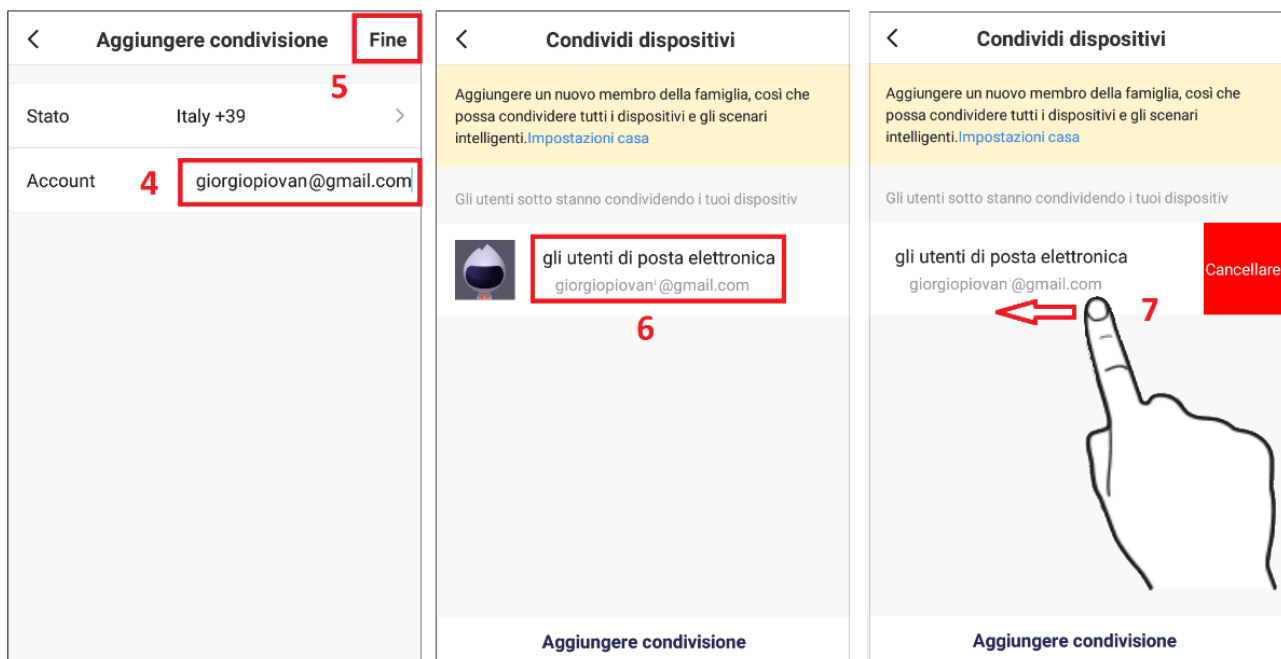 Aggiungere condivisione
Fine
5
Stato
Italy +39
Account
4
giorgiopiovan@gmail.com
Condividi dispositivi
Aggiungere un nuovo membro della famiglia, così che
possa condividere tutti i dispositivi e gli scenari
intelligenti.Impostazioni casa
Gli utenti sotto stanno condividendo i tuoi dispositiv
gli utenti di posta elettronica
giorgiopiovan @gmail.com
6
Aggiungere condivisione
Condividi dispositivi
Aggiungere un nuovo membro della famiglia, così che
possa condividere tutti i dispositivi e gli scenari
intelligenti.Impostazioni casa
Gli utenti sotto stanno condividendo i tuoi dispositiv
gli utenti di posta elettronica
giorgiopiovan @gmail.com
Cancellare
7
Aggiungere condivisione